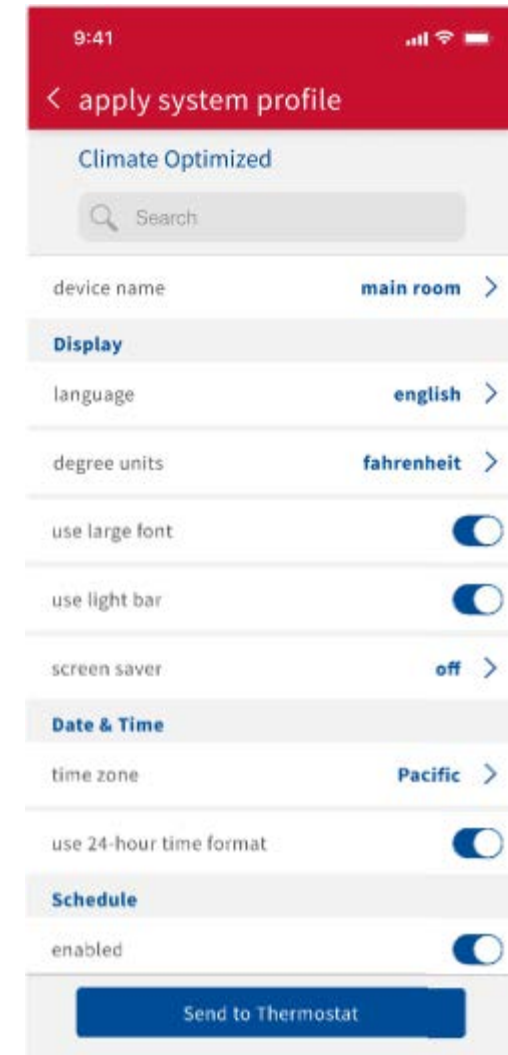 9:41
apply system profile
Climate Optimized
Search
device name main room
Display
language english
degree units fahrenheit
use large font
use light bar
screen saver off
Date & Time
time zone Pacific
use 24-hour time format
Schedule
enabled
Send to Thermostat